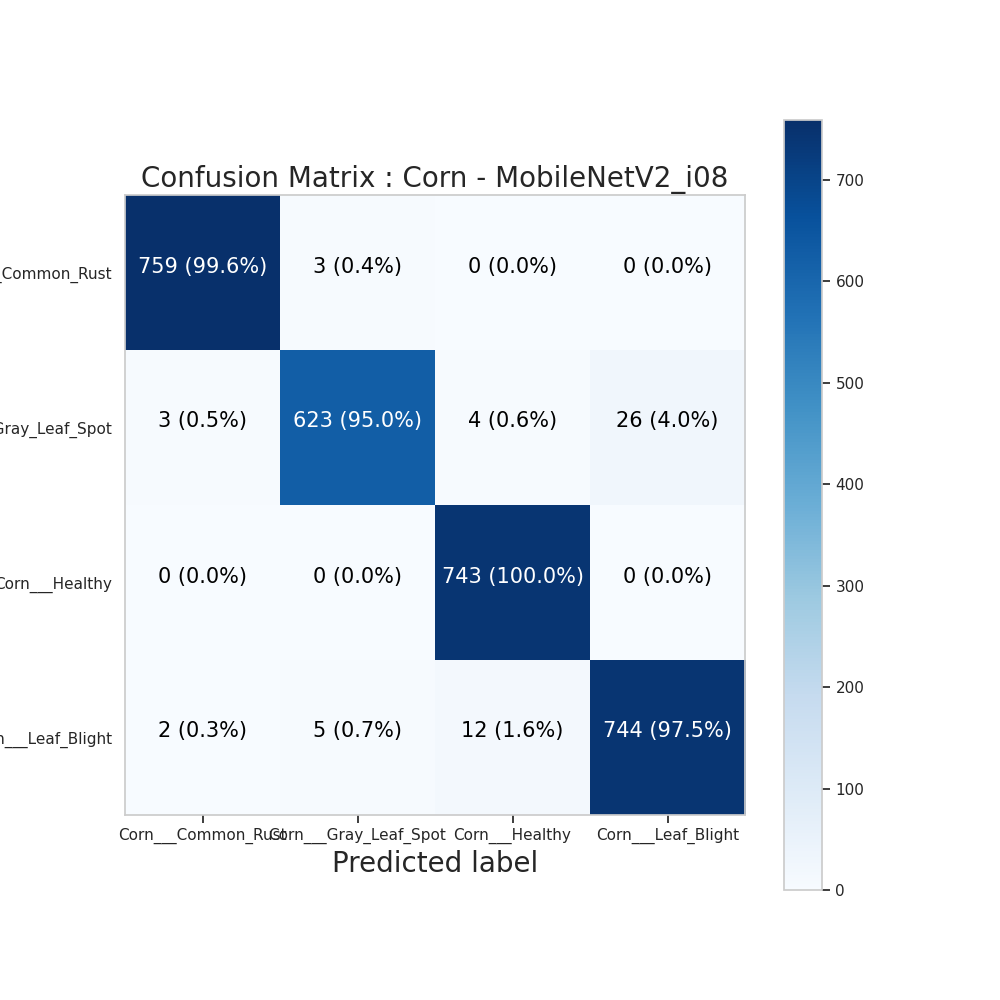 Confusion Matrix : Corn - MobileNetV2_i08
_Common_Rust
759 (99.6%) 3 (0.4%) 0 (0.0%) 0 (0.0%)
Gray_Leaf_Spot
3 (0.5%) 623 (95.0%) 4 (0.6%) 26 (4.0%)
Corn___Healthy
0 (0.0%) 0 (0.0%) 743 (100.0%) 0 (0.0%)
n___Leaf_Blight
2 (0.3%) 5 (0.7%) 12 (1.6%) 744 (97.5%)
Corn___Common_Rust Corn___Gray_Leaf_Spot Corn___Healthy Corn___Leaf_Blight
Predicted label
700
600
500
400
300
200
100
0